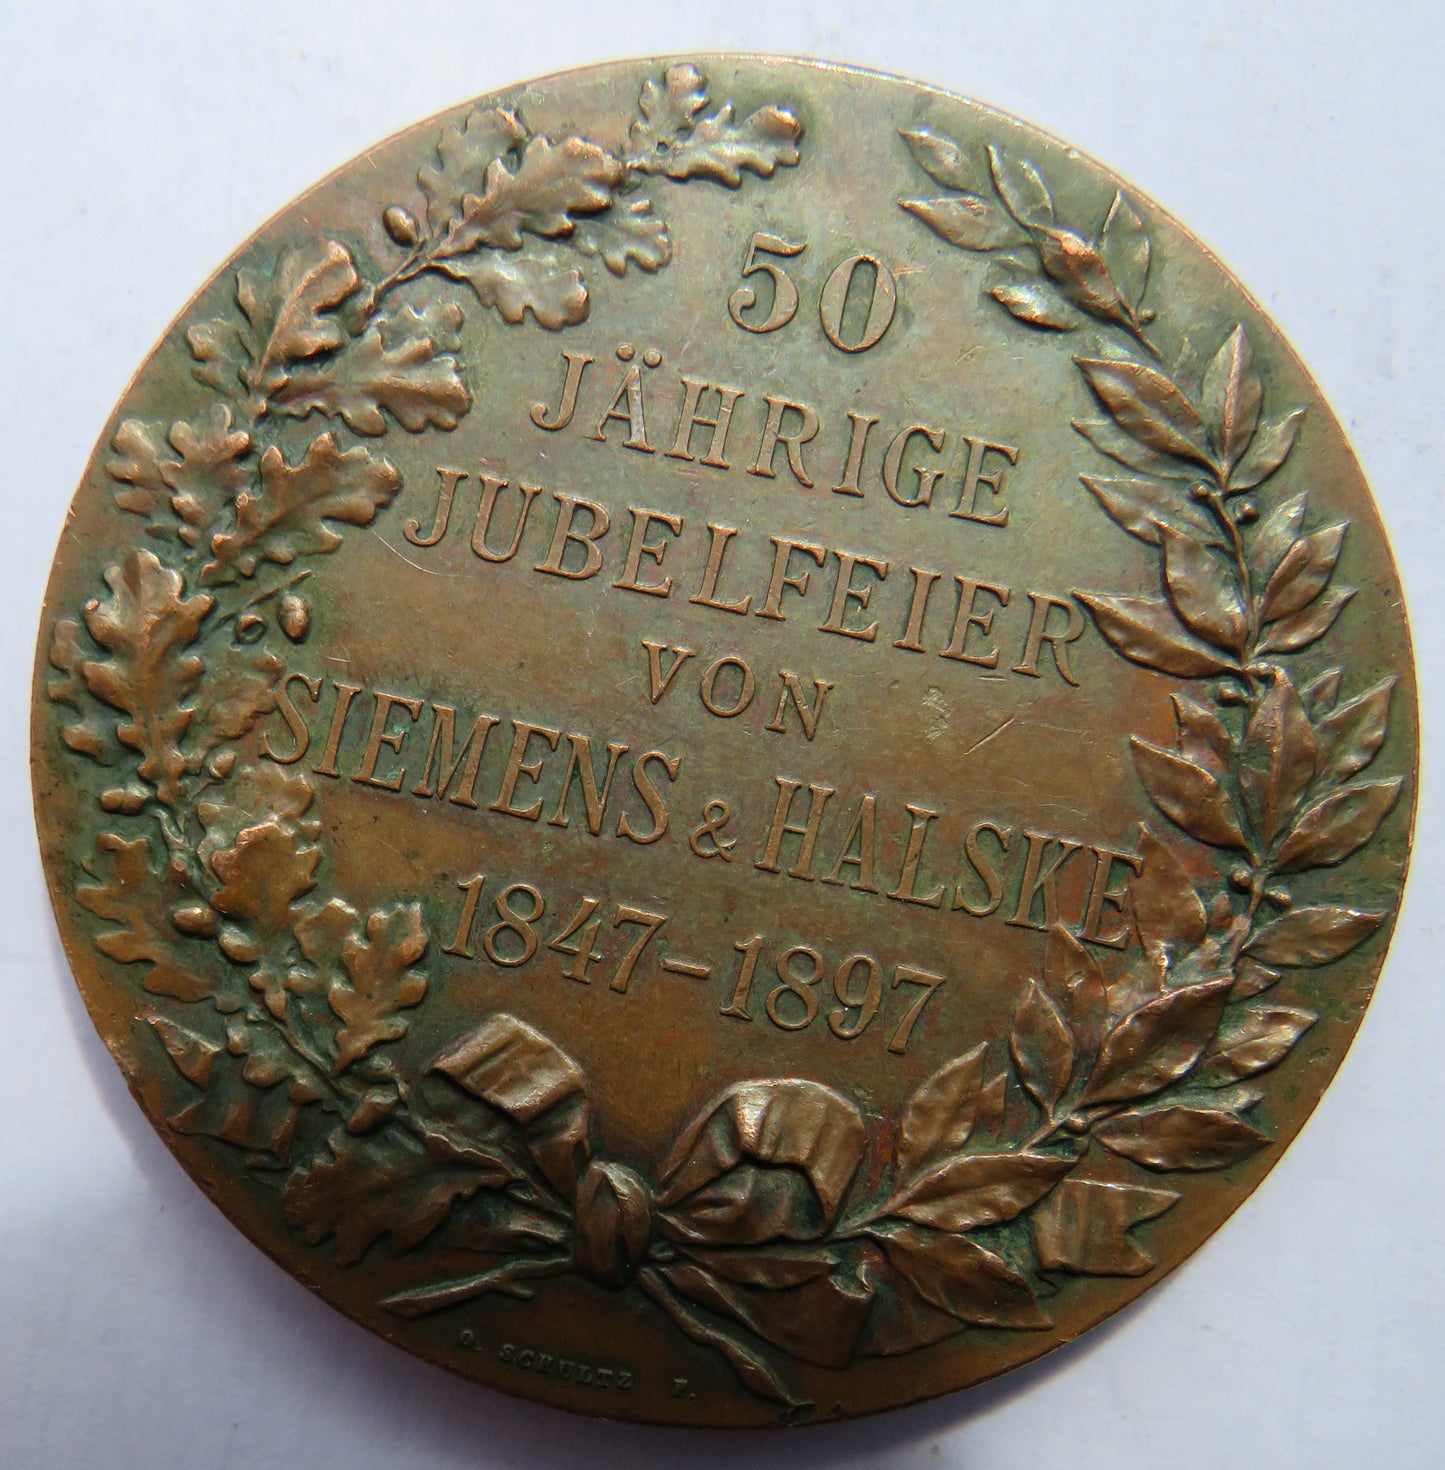 50
JÄHRIGE
JUBELFEIER
VON
SIEMENS & HALSKE
1847-1897
O. SCHULTZ F.